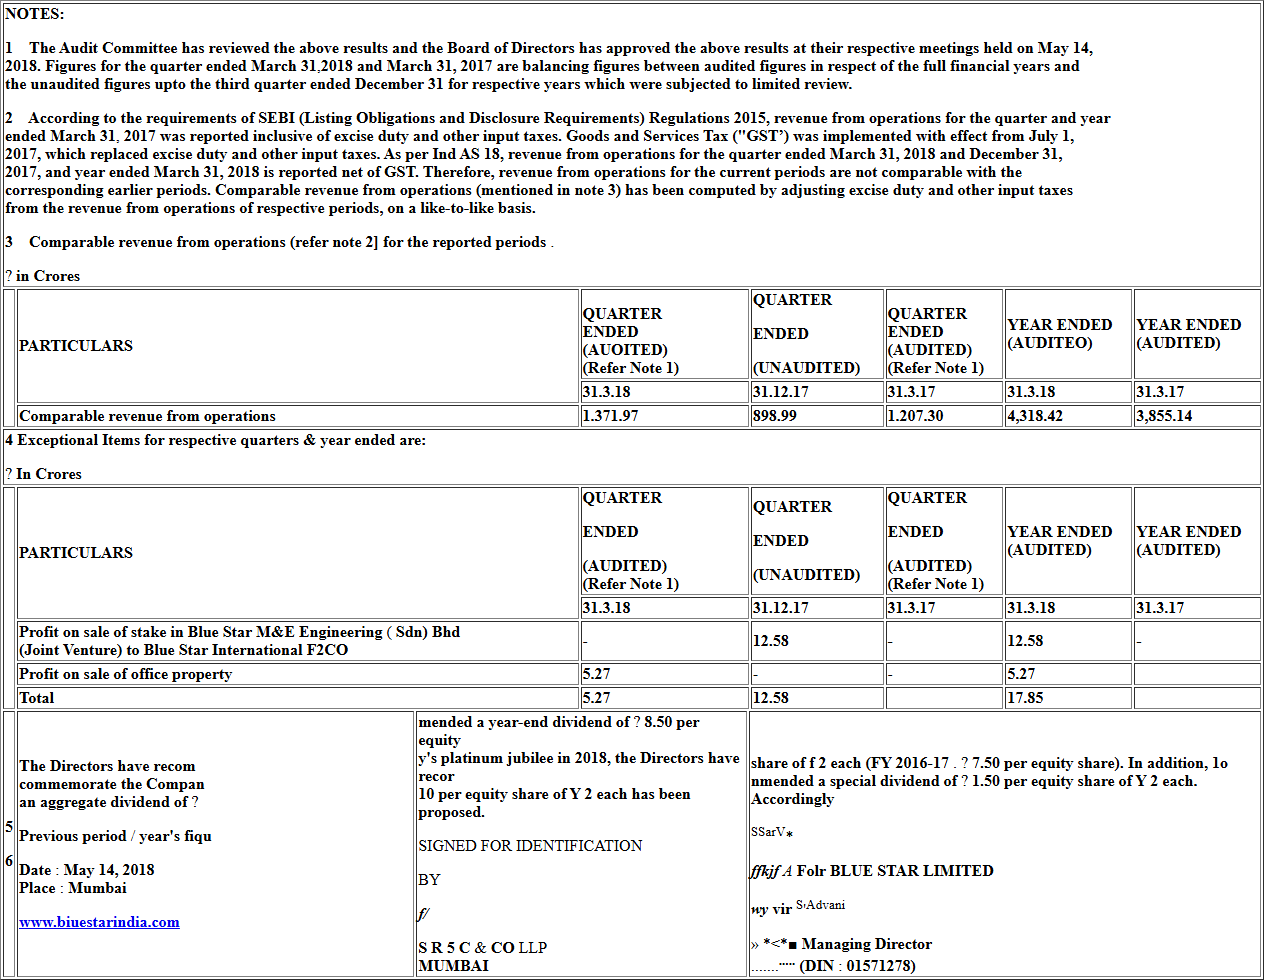 NOTES:
1 The Audit Committee has reviewed the above results and the Board of Directors has approved the above results at their respective meetings held on May 14,
2018. Figures for the quarter ended March 31,2018 and March 31, 2017 are balancing figures between audited figures in respect of the full financial years and
the unaudited figures upto the third quarter ended December 31 for respective years which were subjected to limited review.
2 According to the requirements of SEBI (Listing Obligations and Disclosure Requirements) Regulations 2015, revenue from operations for the quarter and year
ended March 31, 2017 was reported inclusive of excise duty and other input taxes. Goods and Services Tax ("GST’) was implemented with effect from July 1,
2017, which replaced excise duty and other input taxes. As per Ind AS 18, revenue from operations for the quarter ended March 31, 2018 and December 31,
2017, and year ended March 31, 2018 is reported net of GST. Therefore, revenue from operations for the current periods are not comparable with the
corresponding earlier periods. Comparable revenue from operations (mentioned in note 3) has been computed by adjusting excise duty and other input taxes
from the revenue from operations of respective periods, on a like-to-like basis.
3 Comparable revenue from operations (refer note 2] for the reported periods .
? in Crores
PARTICULARS
QUARTER
ENDED
(AUOITED)
(Refer Note 1)
QUARTER
ENDED
(UNAUDITED)
QUARTER
ENDED
(AUDITED)
(Refer Note 1)
YEAR ENDED
(AUDITEO)
YEAR ENDED
(AUDITED)
31.3.18 31.12.17 31.3.17 31.3.18 31.3.17
Comparable revenue from operations 1.371.97 898.99 1.207.30 4,318.42 3,855.14
4 Exceptional Items for respective quarters & year ended are:
? In Crores
PARTICULARS
QUARTER
ENDED
(AUDITED)
(Refer Note 1)
QUARTER
ENDED
(UNAUDITED)
QUARTER
ENDED
(AUDITED)
(Refer Note 1)
YEAR ENDED
(AUDITED)
YEAR ENDED
(AUDITED)
31.3.18 31.12.17 31.3.17 31.3.18 31.3.17
Profit on sale of stake in Blue Star M&E Engineering ( Sdn) Bhd
(Joint Venture) to Blue Star International F2CO
- 12.58 - 12.58 -
Profit on sale of office property 5.27 - - 5.27
Total 5.27 12.58 17.85
5
6
The Directors have recom
commemorate the Compan
an aggregate dividend of ?
Previous period / year's fiqu
Date : May 14, 2018
Place : Mumbai
www.biuestarindia.com
mended a year-end dividend of ? 8.50 per
equity
y's platinum jubilee in 2018, the Directors have
recor
10 per equity share of Y 2 each has been
proposed.
SIGNED FOR IDENTIFICATION
BY
f/
S R 5 C & CO LLP
MUMBAI
share of f 2 each (FY 2016-17 . ? 7.50 per equity share). In addition, 1o
nmended a special dividend of ? 1.50 per equity share of Y 2 each.
Accordingly
SSarV*
ffkjf A Folr BLUE STAR LIMITED
wy vir S'Advani
» *<*■ Managing Director
.......'''''' (DIN : 01571278)